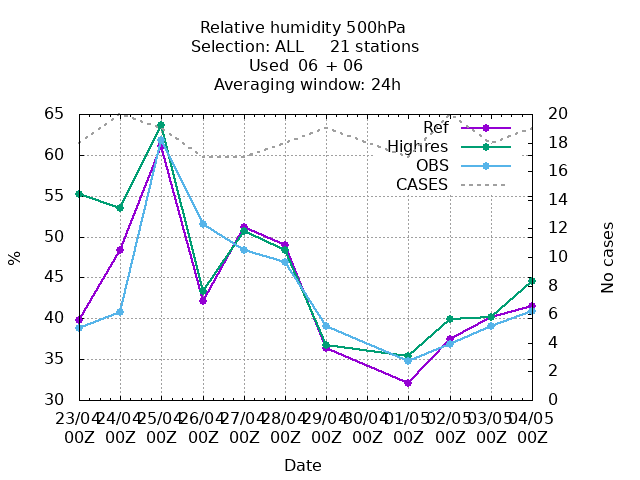 Relative humidity 500hPa
Selection: ALL 21 stations
Used 06 + 06
Averaging window: 24h
65
60
55
50
45
40
35
30
20
18
16
14
12
10
8
6
4
2
0
%
No cases
Ref
Highres
OBS
CASES
23/04 24/04 25/04 26/04 27/04 28/04 29/04 30/04 01/05 02/05 03/05 04/05
00Z 00Z 00Z 00Z 00Z 00Z 00Z 00Z 00Z 00Z 00Z 00Z
Date